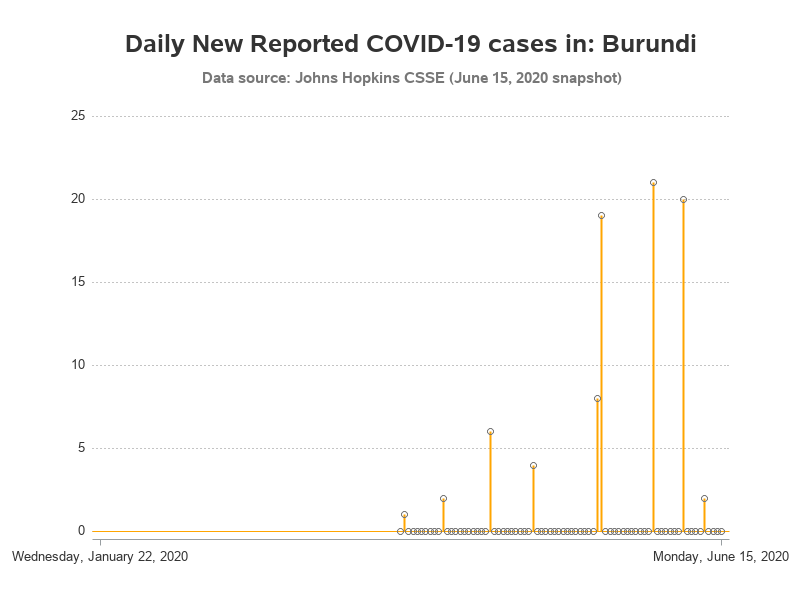 Daily New Reported COVID-19 cases in: Burundi
Data source: Johns Hopkins CSSE (June 15, 2020 snapshot)
25
20
15
10
5
0
Wednesday, January 22, 2020
Monday, June 15, 2020